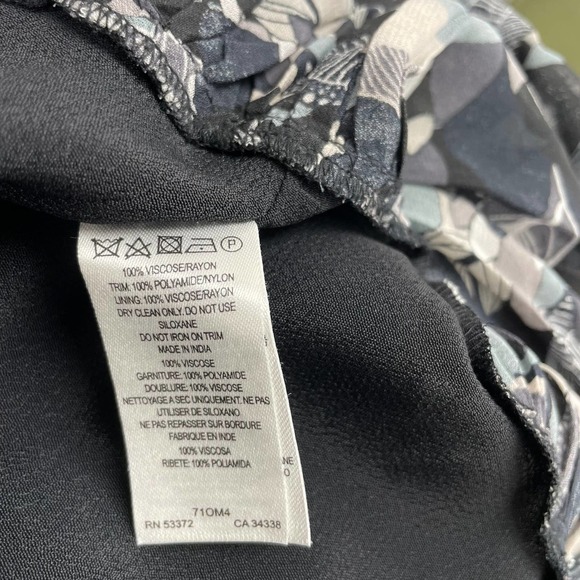 P
100% VISCOSE/RAYON
TRIM: 100% POLYAMIDE/NYLON
LINING: 100% VISCOSE/RAYON
DRY CLEAN ONLY. DO NOT USE
SILOXANE
DO NOT IRON ON TRIM
MADE IN INDIA
100% VISCOSE
GARNITURE: 100% POLYAMIDE
DOUBLURE: 100% VISCOSE
NETTOYAGE A SEC UNIQUEMENT. NE PAS
UTILISER DE SILOXANO
NE PAS REPASSER SUR BORDURE
FABRIQUE EN INDE
100% VISCOSA
RIBETE: 100% POLIAMIDA
71OM4
RN 53372 CA 34338